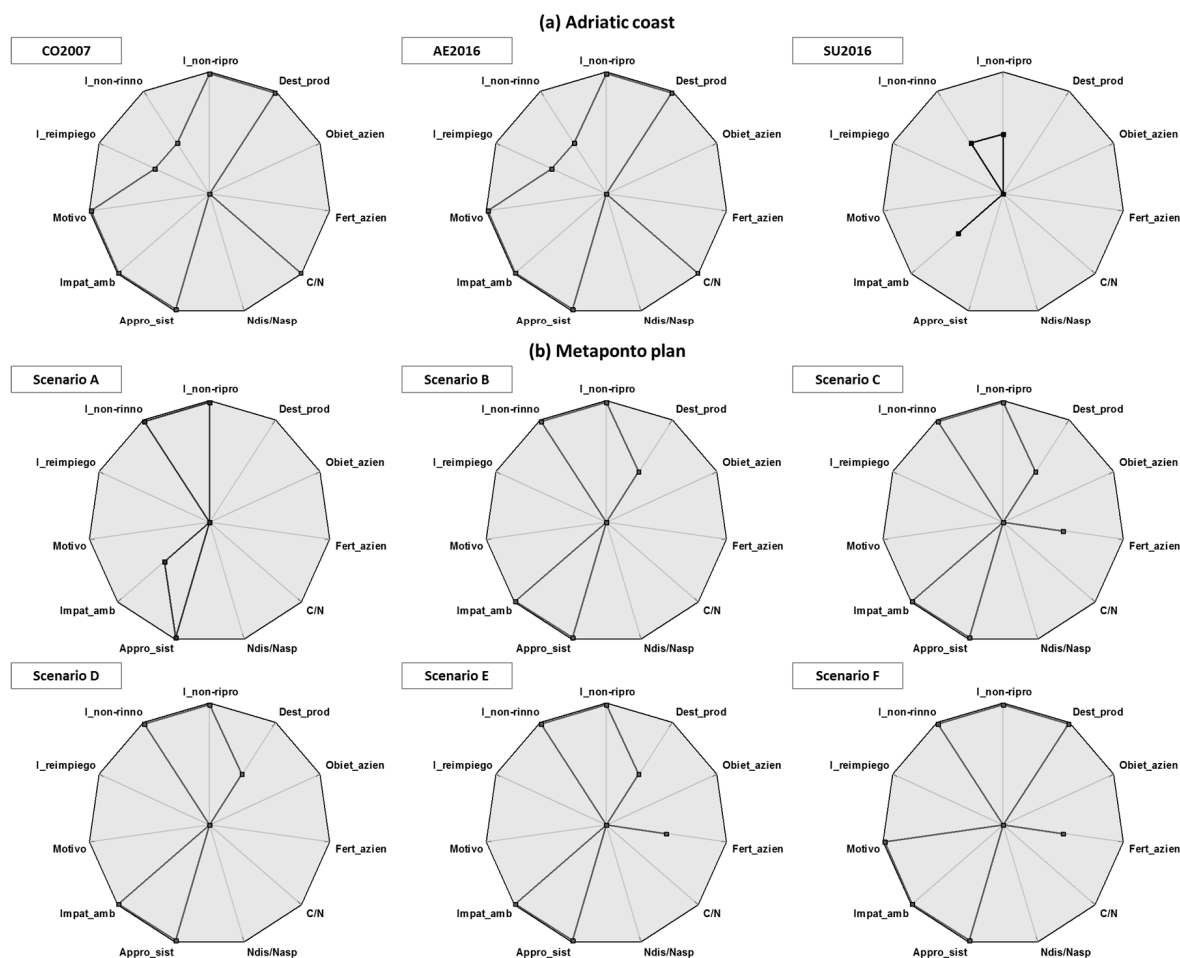 (a) Adriatic coast
CO2007
I_non-ripro
I_non-rinno
Dest_prod
I_reimpiego
Obiet_azien
Motivo
Fert_azien
Impat_amb
C/N
Appro_sist
Ndis/Nasp
AE2016
I_non-ripro
I_non-rinno
Dest_prod
I_reimpiego
Obiet_azien
Motivo
Fert_azien
Impat_amb
C/N
Appro_sist
Ndis/Nasp
SU2016
I_non-ripro
I_non-rinno
Dest_prod
I_reimpiego
Obiet_azien
Motivo
Fert_azien
Impat_amb
C/N
Appro_sist
Ndis/Nasp
(b) Metaponto plan
Scenario A
I_non-ripro
I_non-rinno
Dest_prod
I_reimpiego
Obiet_azien
Motivo
Fert_azien
Impat_amb
C/N
Appro_sist
Ndis/Nasp
Scenario B
I_non-ripro
I_non-rinno
Dest_prod
I_reimpiego
Obiet_azien
Motivo
Fert_azien
Impat_amb
C/N
Appro_sist
Ndis/Nasp
Scenario C
I_non-ripro
I_non-rinno
Dest_prod
I_reimpiego
Obiet_azien
Motivo
Fert_azien
Impat_amb
C/N
Appro_sist
Ndis/Nasp
Scenario D
I_non-ripro
I_non-rinno
Dest_prod
I_reimpiego
Obiet_azien
Motivo
Fert_azien
Impat_amb
C/N
Appro_sist
Ndis/Nasp
Scenario E
I_non-ripro
I_non-rinno
Dest_prod
I_reimpiego
Obiet_azien
Motivo
Fert_azien
Impat_amb
C/N
Appro_sist
Ndis/Nasp
Scenario F
I_non-ripro
I_non-rinno
Dest_prod
I_reimpiego
Obiet_azien
Motivo
Fert_azien
Impat_amb
C/N
Appro_sist
Ndis/Nasp